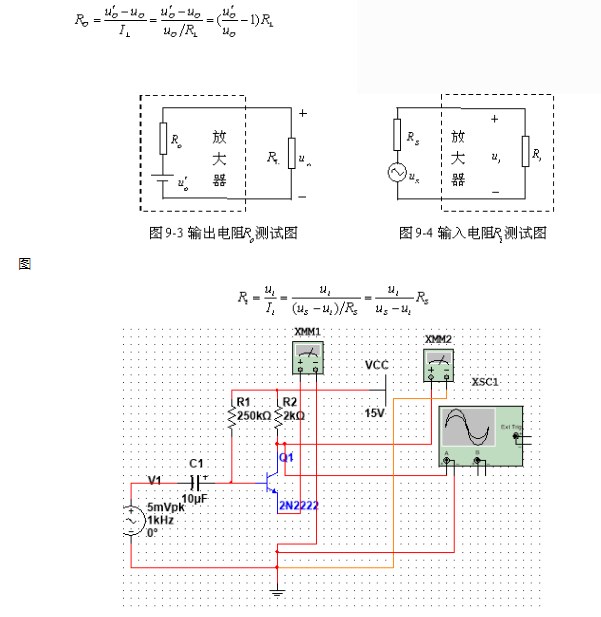 R_O = (u'_O − u_O) / I_L = (u'_O − u_O) / (u_O/R_L) = (u'_O / u_O − 1) R_L
R_o
放
大
器
u'_o
R_L
+
u_o
−
R_S
u_s
放
大
器
+
u_i
−
R_i
图9-3 输出电阻R_o测试图
图9-4 输入电阻R_i测试图
图
R_i = u_i / I_i = u_i / ((u_S − u_i)/R_S) = u_i / (u_S − u_i) R_S
XMM1
XMM2
VCC
XSC1
R1
250kΩ
R2
2kΩ
15V
Ext Trig
A
B
Q1
C1
V1
10µF
2N2222
5mVpk
1kHz
0°